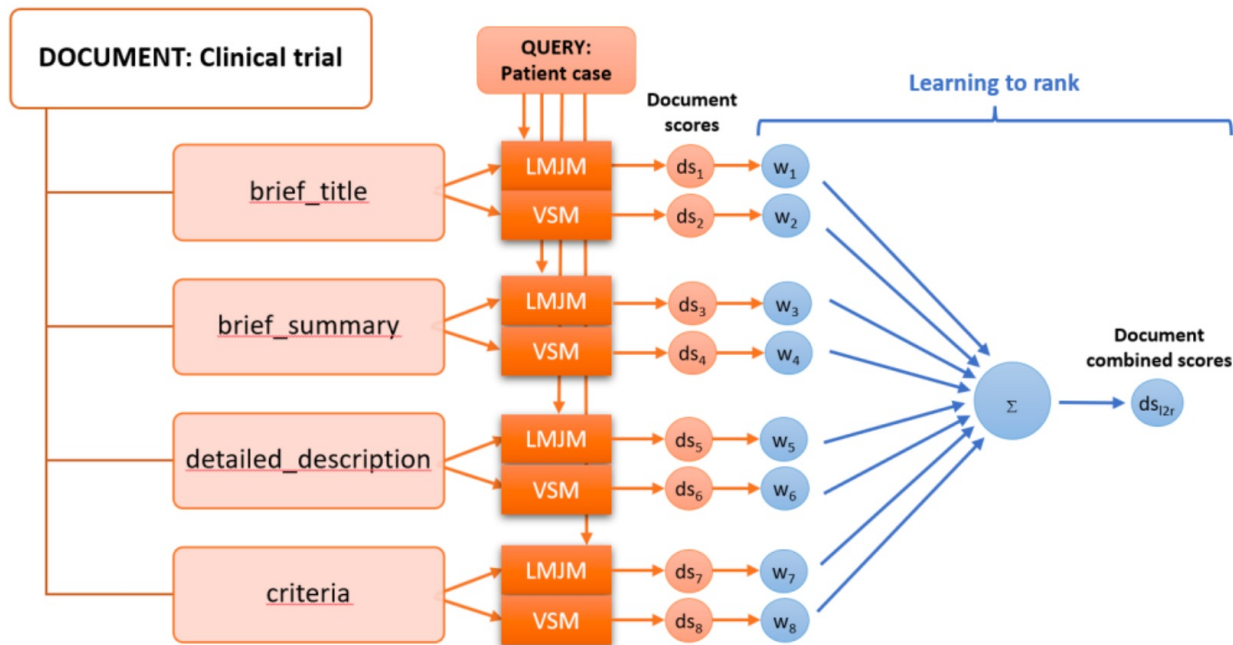 DOCUMENT: Clinical trial
QUERY:
Patient case
Document
scores
Learning to rank
brief_title
LMJM
ds1
w1
VSM
ds2
w2
brief_summary
LMJM
ds3
w3
VSM
ds4
w4
Document
combined scores
Σ
dsl2r
detailed_description
LMJM
ds5
w5
VSM
ds6
w6
criteria
LMJM
ds7
w7
VSM
ds8
w8